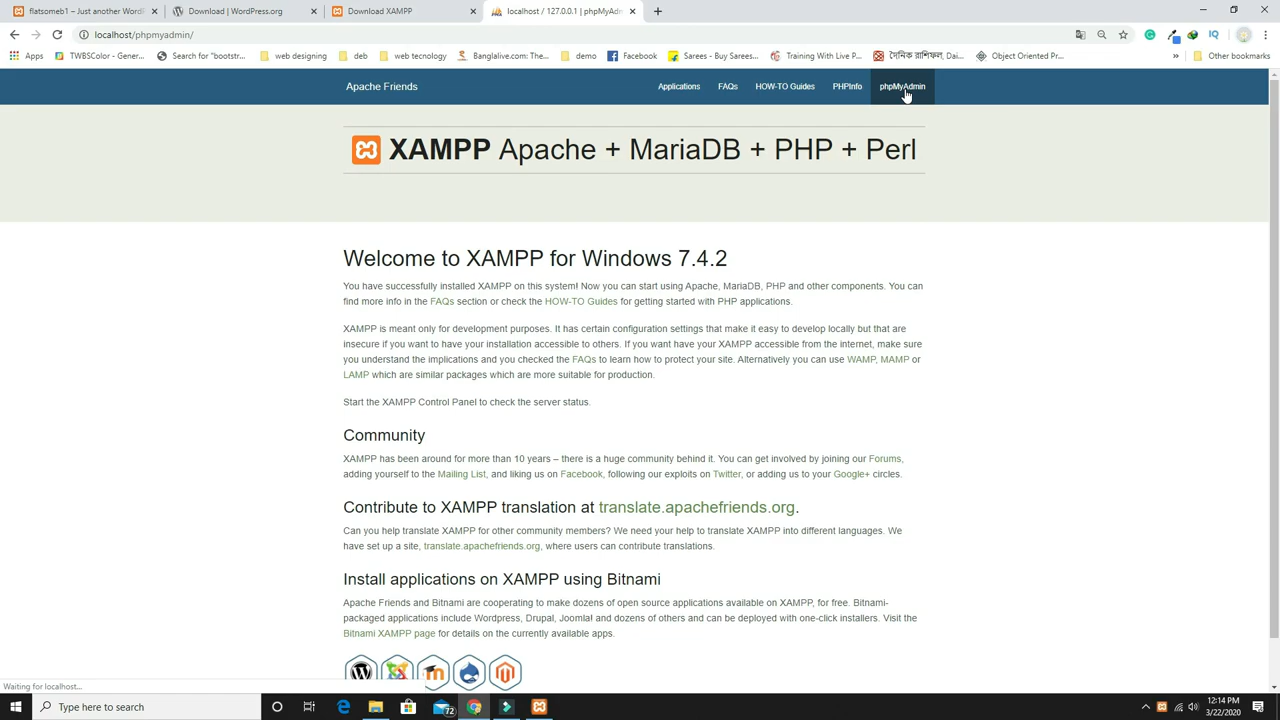 flatsome1 – Just another WordPr
Download | WordPress.org
Download XAMPP
localhost / 127.0.0.1 | phpMyAdm
localhost/phpmyadmin/
Apps
TWBSColor - Gener...
Search for "bootstr...
web designing
deb
web tecnology
Banglalive.com: The...
demo
Facebook
Sarees – Buy Sarees...
Training With Live P...
দৈনিক রাশিফল, Dai...
Object Oriented Pr...
»
Other bookmarks
Apache Friends
Applications
FAQs
HOW-TO Guides
PHPInfo
phpMyAdmin
XAMPP Apache + MariaDB + PHP + Perl
Welcome to XAMPP for Windows 7.4.2
You have successfully installed XAMPP on this system! Now you can start using Apache, MariaDB, PHP and other components. You can
find more info in the FAQs section or check the HOW-TO Guides for getting started with PHP applications.
XAMPP is meant only for development purposes. It has certain configuration settings that make it easy to develop locally but that are
insecure if you want to have your installation accessible to others. If you want have your XAMPP accessible from the internet, make sure
you understand the implications and you checked the FAQs to learn how to protect your site. Alternatively you can use WAMP, MAMP or
LAMP which are similar packages which are more suitable for production.
Start the XAMPP Control Panel to check the server status.
Community
XAMPP has been around for more than 10 years – there is a huge community behind it. You can get involved by joining our Forums,
adding yourself to the Mailing List, and liking us on Facebook, following our exploits on Twitter, or adding us to your Google+ circles.
Contribute to XAMPP translation at translate.apachefriends.org.
Can you help translate XAMPP for other community members? We need your help to translate XAMPP into different languages. We
have set up a site, translate.apachefriends.org, where users can contribute translations.
Install applications on XAMPP using Bitnami
Apache Friends and Bitnami are cooperating to make dozens of open source applications available on XAMPP, for free. Bitnami-
packaged applications include Wordpress, Drupal, Joomla! and dozens of others and can be deployed with one-click installers. Visit the
Bitnami XAMPP page for details on the currently available apps.
Waiting for localhost...
Type here to search
72
12:14 PM
3/22/2020